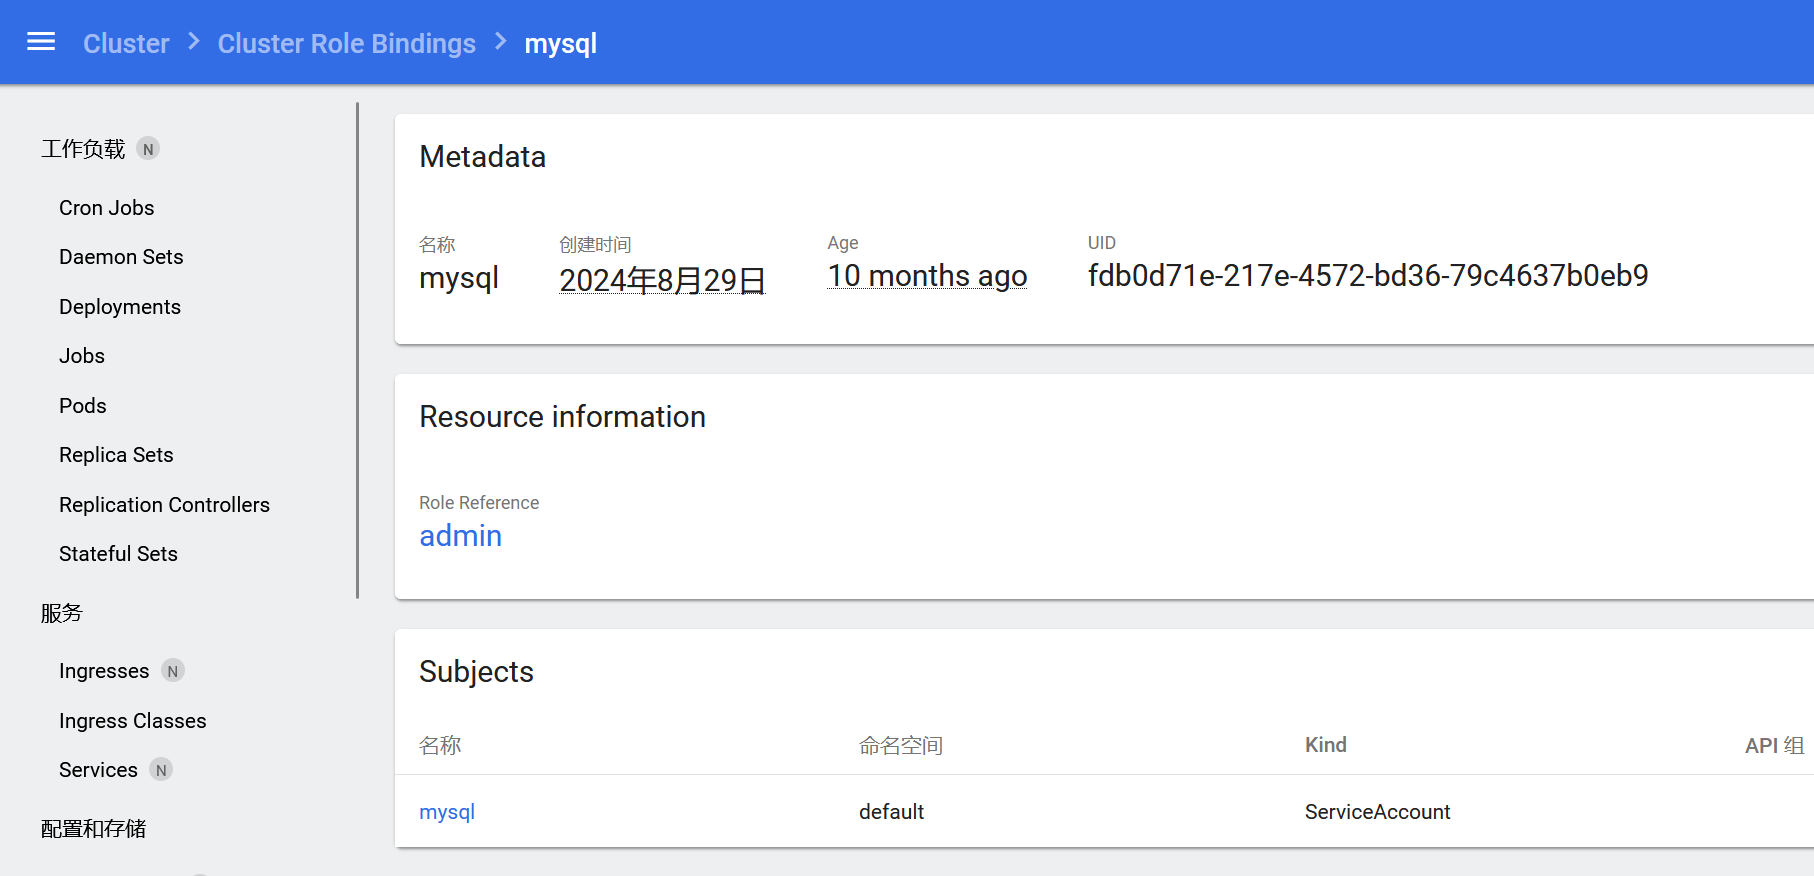 Cluster > Cluster Role Bindings > mysql
工作负载 N
Cron Jobs
Daemon Sets
Deployments
Jobs
Pods
Replica Sets
Replication Controllers
Stateful Sets
服务
Ingresses N
Ingress Classes
Services N
配置和存储
Metadata
名称 创建时间 Age UID
mysql 2024年8月29日 10 months ago fdb0d71e-217e-4572-bd36-79c4637b0eb9
Resource information
Role Reference
admin
Subjects
名称 命名空间 Kind API 组
mysql default ServiceAccount